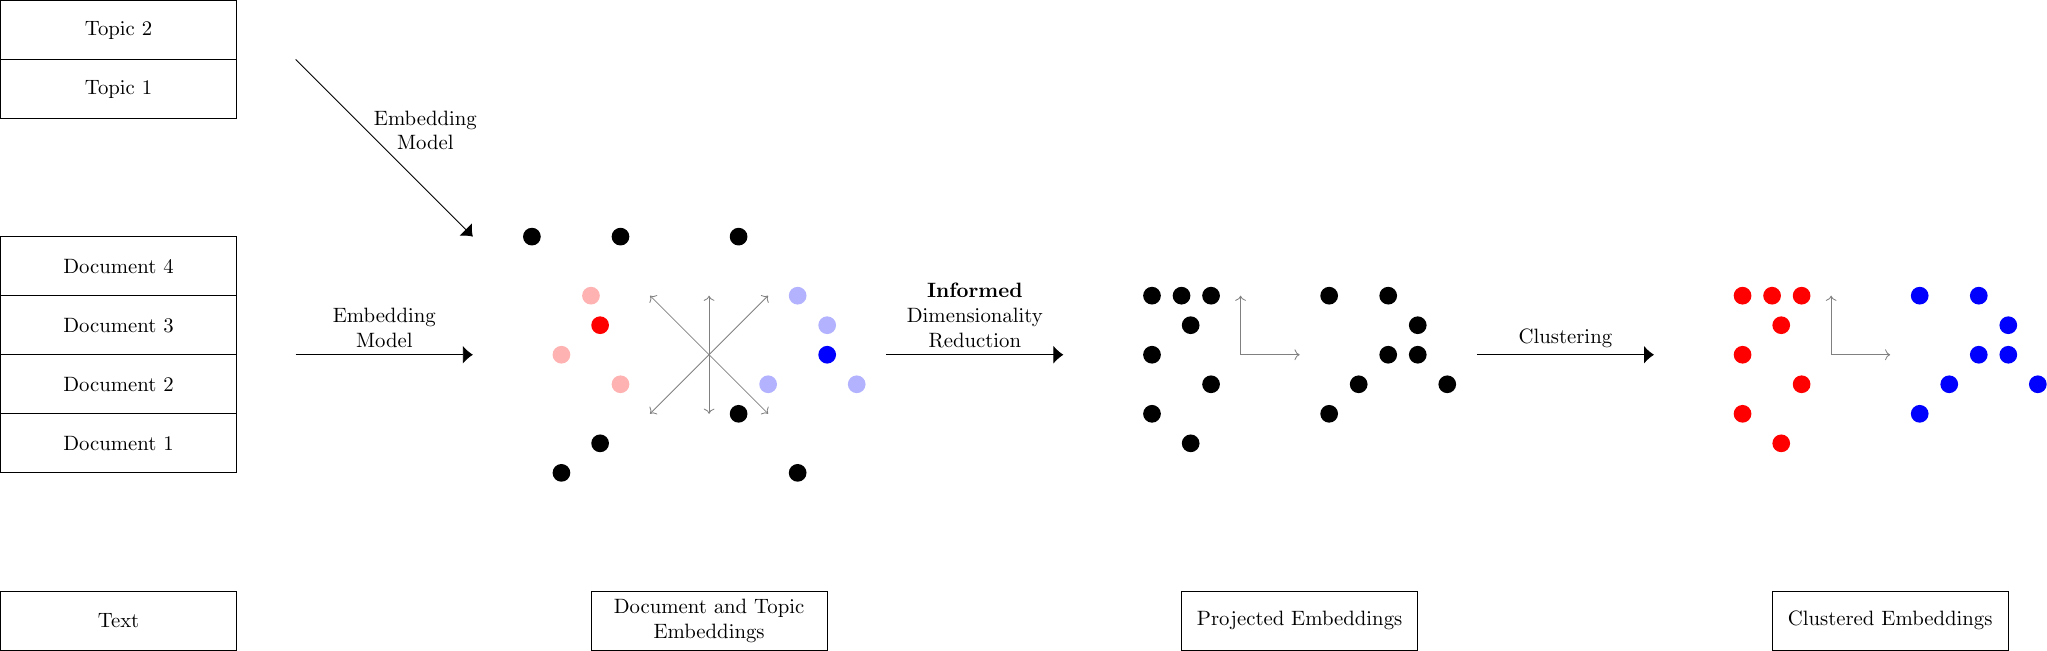 Topic 2
Topic 1
Embedding
Model
Document 4
Document 3
Document 2
Document 1
Embedding
Model
Informed
Dimensionality
Reduction
Clustering
Text
Document and Topic
Embeddings
Projected Embeddings
Clustered Embeddings